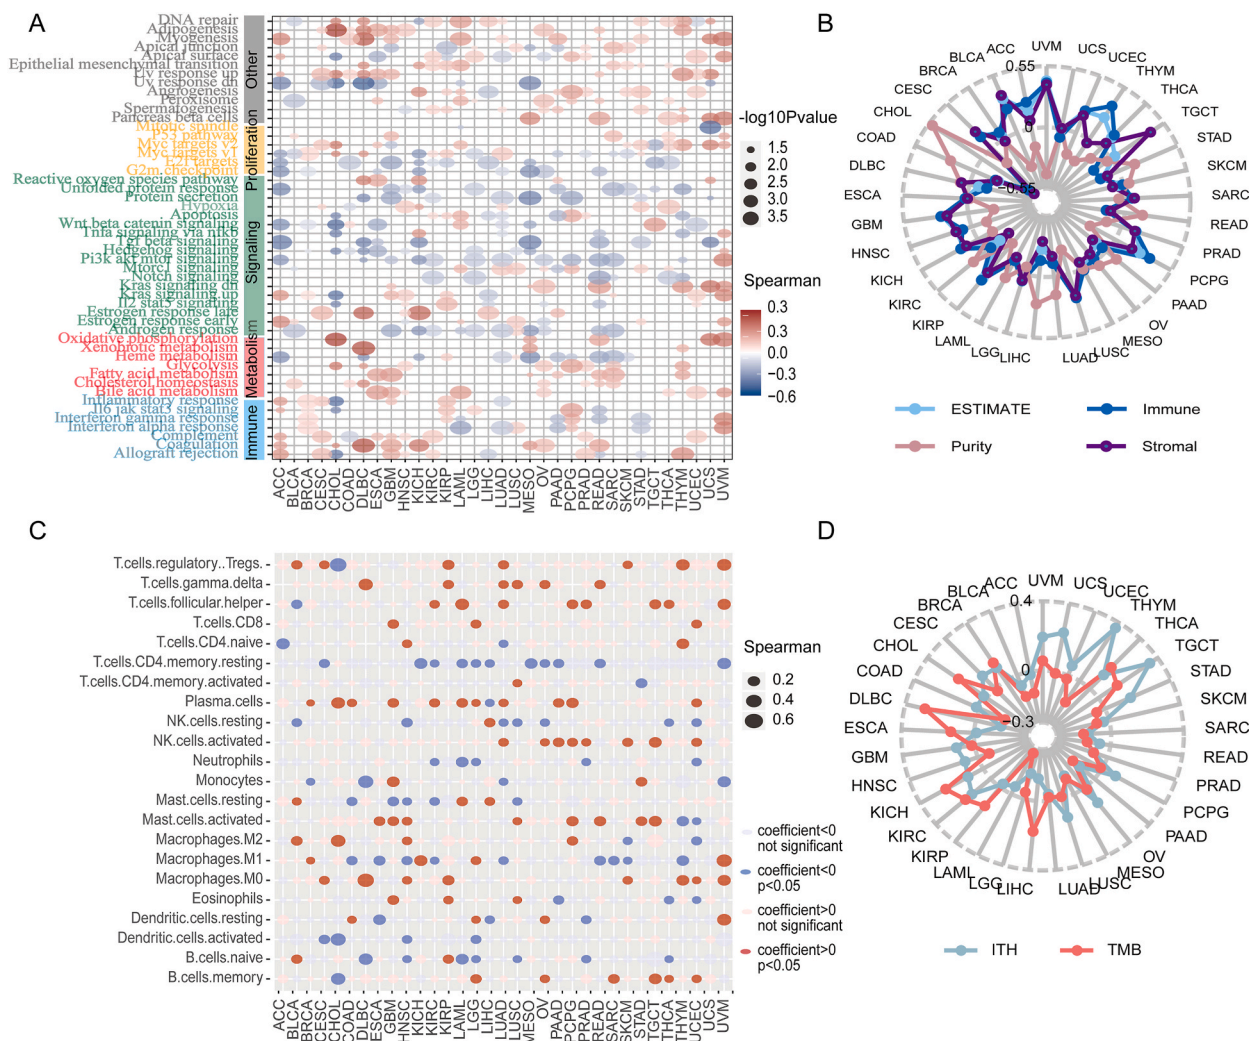 A
DNA repair
Adipogenesis
Myogenesis
Apical junction
Apical surface
Epithelial mesenchymal transition
Uv response up
Uv response dn
Angiogenesis
Peroxisome
Spermatogenesis
Pancreas beta cells
Mitotic spindle
P53 pathway
Myc targets v2
Myc targets v1
E2f targets
G2m checkpoint
Reactive oxygen species pathway
Unfolded protein response
Protein secretion
Hypoxia
Apoptosis
Wnt beta catenin signaling
Tnfa signaling via nfkb
Tgf beta signaling
Hedgehog signaling
Pi3k akt mtor signaling
Mtorc1 signaling
Notch signaling
Kras signaling dn
Kras signaling up
Il2 stat5 signaling
Estrogen response late
Estrogen response early
Androgen response
Oxidative phosphorylation
Xenobiotic metabolism
Heme metabolism
Glycolysis
Fatty acid metabolism
Cholesterol homeostasis
Bile acid metabolism
Inflammatory response
Il6 jak stat3 signaling
Interferon gamma response
Interferon alpha response
Complement
Coagulation
Allograft rejection
Other
Proliferation
Signaling
Metabolism
Immune
ACC
BLCA
BRCA
CESC
CHOL
COAD
DLBC
ESCA
GBM
HNSC
KICH
KIRC
KIRP
LAML
LGG
LIHC
LUAD
LUSC
MESO
OV
PAAD
PCPG
PRAD
READ
SARC
SKCM
STAD
TGCT
THCA
THYM
UCEC
UCS
UVM
-log10Pvalue
1.5
2.0
2.5
3.0
3.5
Spearman
0.3
0.3
0.0
−0.3
−0.6
B
UVM
UCS
UCEC
THYM
THCA
TGCT
STAD
SKCM
SARC
READ
PRAD
PCPG
PAAD
OV
MESO
LUSC
LUAD
LIHC
LGG
LAML
KIRP
KIRC
KICH
HNSC
GBM
ESCA
DLBC
COAD
CHOL
CESC
BRCA
BLCA
ACC
0.55
0
−0.55
ESTIMATE
Immune
Purity
Stromal
C
T.cells.regulatory..Tregs.
T.cells.gamma.delta
T.cells.follicular.helper
T.cells.CD8
T.cells.CD4.naive
T.cells.CD4.memory.resting
T.cells.CD4.memory.activated
Plasma.cells
NK.cells.resting
NK.cells.activated
Neutrophils
Monocytes
Mast.cells.resting
Mast.cells.activated
Macrophages.M2
Macrophages.M1
Macrophages.M0
Eosinophils
Dendritic.cells.resting
Dendritic.cells.activated
B.cells.naive
B.cells.memory
ACC
BLCA
BRCA
CESC
CHOL
COAD
DLBC
ESCA
GBM
HNSC
KICH
KIRC
KIRP
LAML
LGG
LIHC
LUAD
LUSC
MESO
OV
PAAD
PCPG
PRAD
READ
SARC
SKCM
STAD
TGCT
THCA
THYM
UCEC
UCS
UVM
Spearman
0.2
0.4
0.6
coefficient<0
not significant
coefficient<0
p<0.05
coefficient>0
not significant
coefficient>0
p<0.05
D
UVM
UCS
UCEC
THYM
THCA
TGCT
STAD
SKCM
SARC
READ
PRAD
PCPG
PAAD
OV
MESO
LUSC
LUAD
LIHC
LGG
LAML
KIRP
KIRC
KICH
HNSC
GBM
ESCA
DLBC
COAD
CHOL
CESC
BRCA
BLCA
ACC
0.4
0
−0.3
ITH
TMB